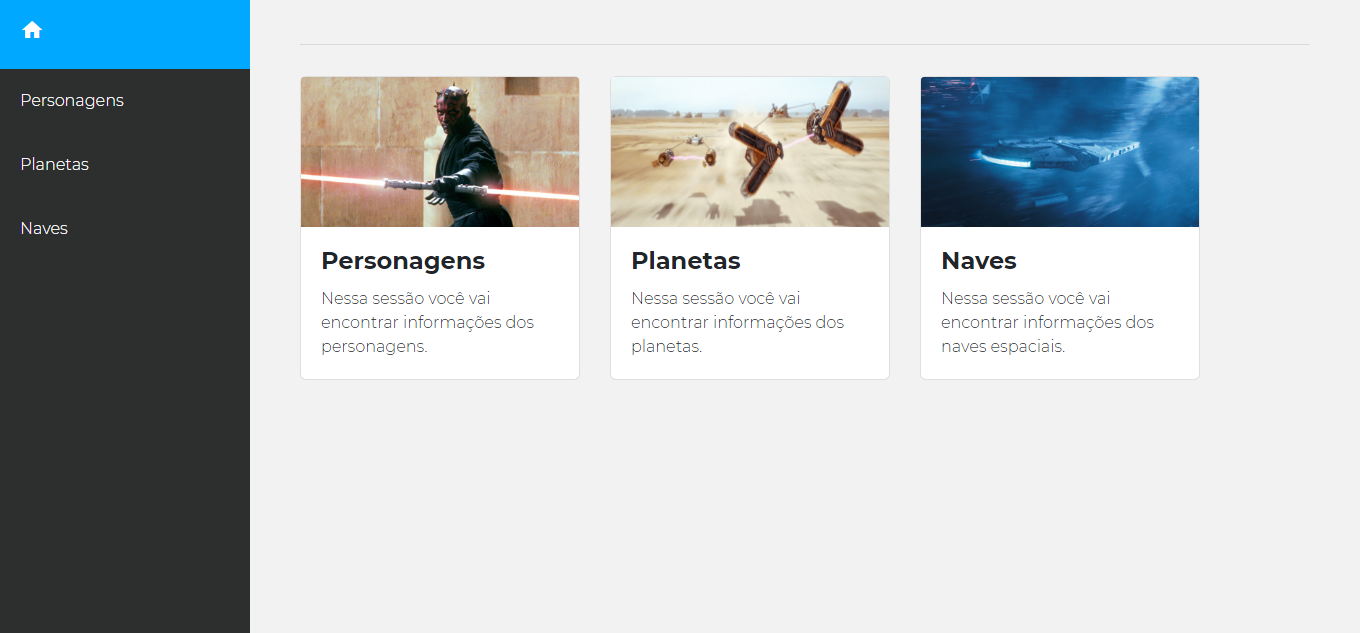 Personagens
Planetas
Naves
Personagens
Nessa sessão você vai
encontrar informações dos
personagens.
Planetas
Nessa sessão você vai
encontrar informações dos
planetas.
Naves
Nessa sessão você vai
encontrar informações dos
naves espaciais.